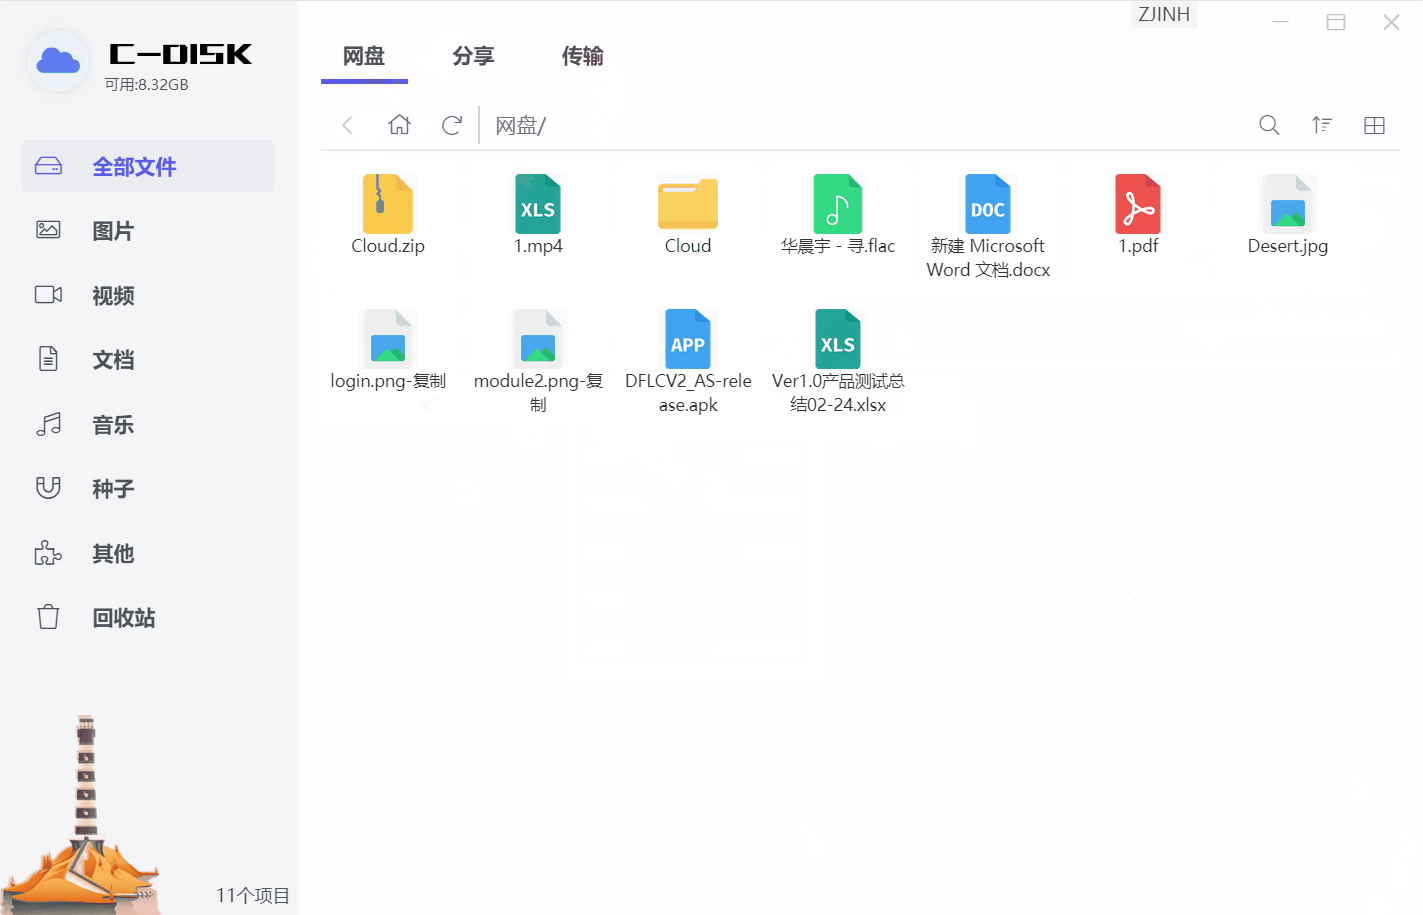 ZJINH
C-DISK
可用:8.32GB
网盘 分享 传输
网盘/
全部文件
图片
视频
文档
音乐
种子
其他
回收站
11个项目
XLS
DOC
Cloud.zip
1.mp4
Cloud
华晨宇 - 寻.flac
新建 Microsoft
Word 文档.docx
1.pdf
Desert.jpg
APP
XLS
login.png-复制
module2.png-复
制
DFLCV2_AS-rele
ase.apk
Ver1.0产品测试总
结02-24.xlsx